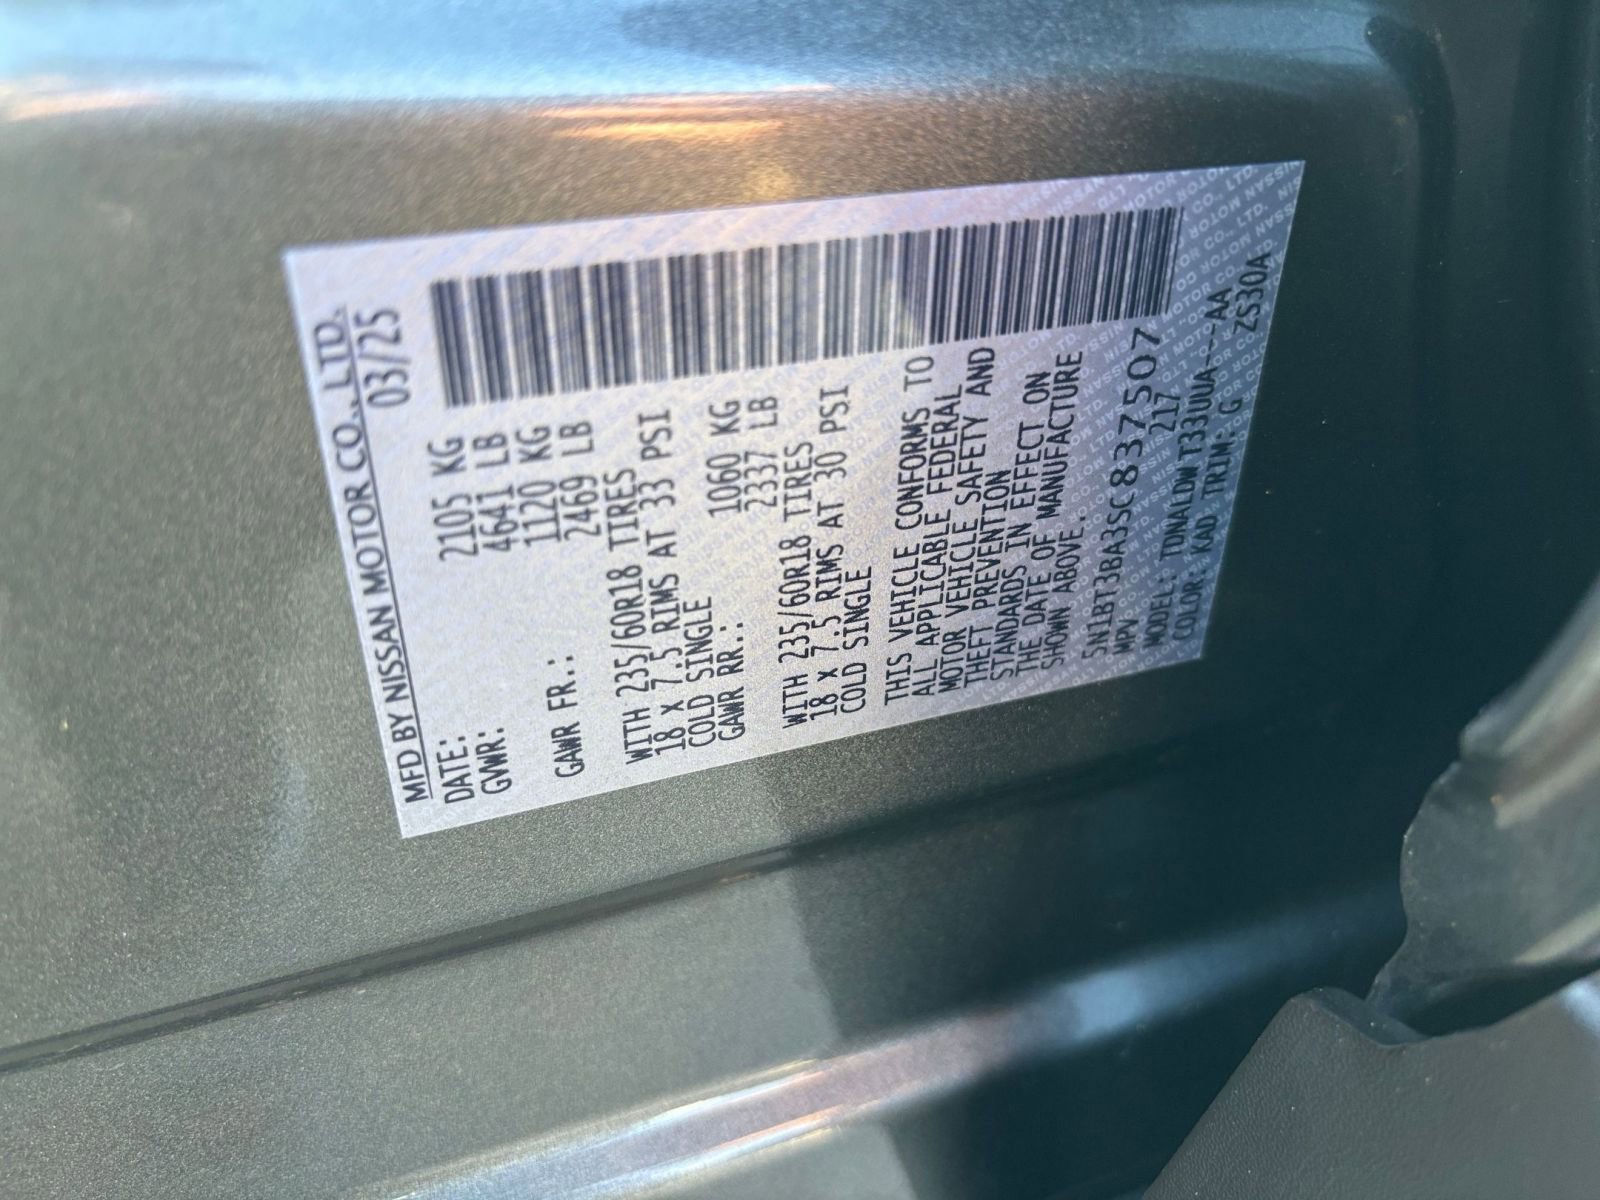 MFD BY NISSAN MOTOR CO., LTD.
DATE: 03/25
GVWR: 2105 KG
4641 LB
GAWR FR.: 1120 KG
2469 LB
WITH 235/60R18 TIRES
18 x 7.5 RIMS AT 33 PSI
COLD SINGLE
GAWR RR.: 1060 KG
2337 LB
WITH 235/60R18 TIRES
18 x 7.5 RIMS AT 30 PSI
COLD SINGLE
THIS VEHICLE CONFORMS TO
ALL APPLICABLE FEDERAL
MOTOR VEHICLE SAFETY AND
THEFT PREVENTION
STANDARDS IN EFFECT ON
THE DATE OF MANUFACTURE
SHOWN ABOVE.
5N1BT3BA3SC837507
MPV 217
MODEL: TDNALDW T33UUA---AA
COLOR: KAD TRIM: G ZS30A